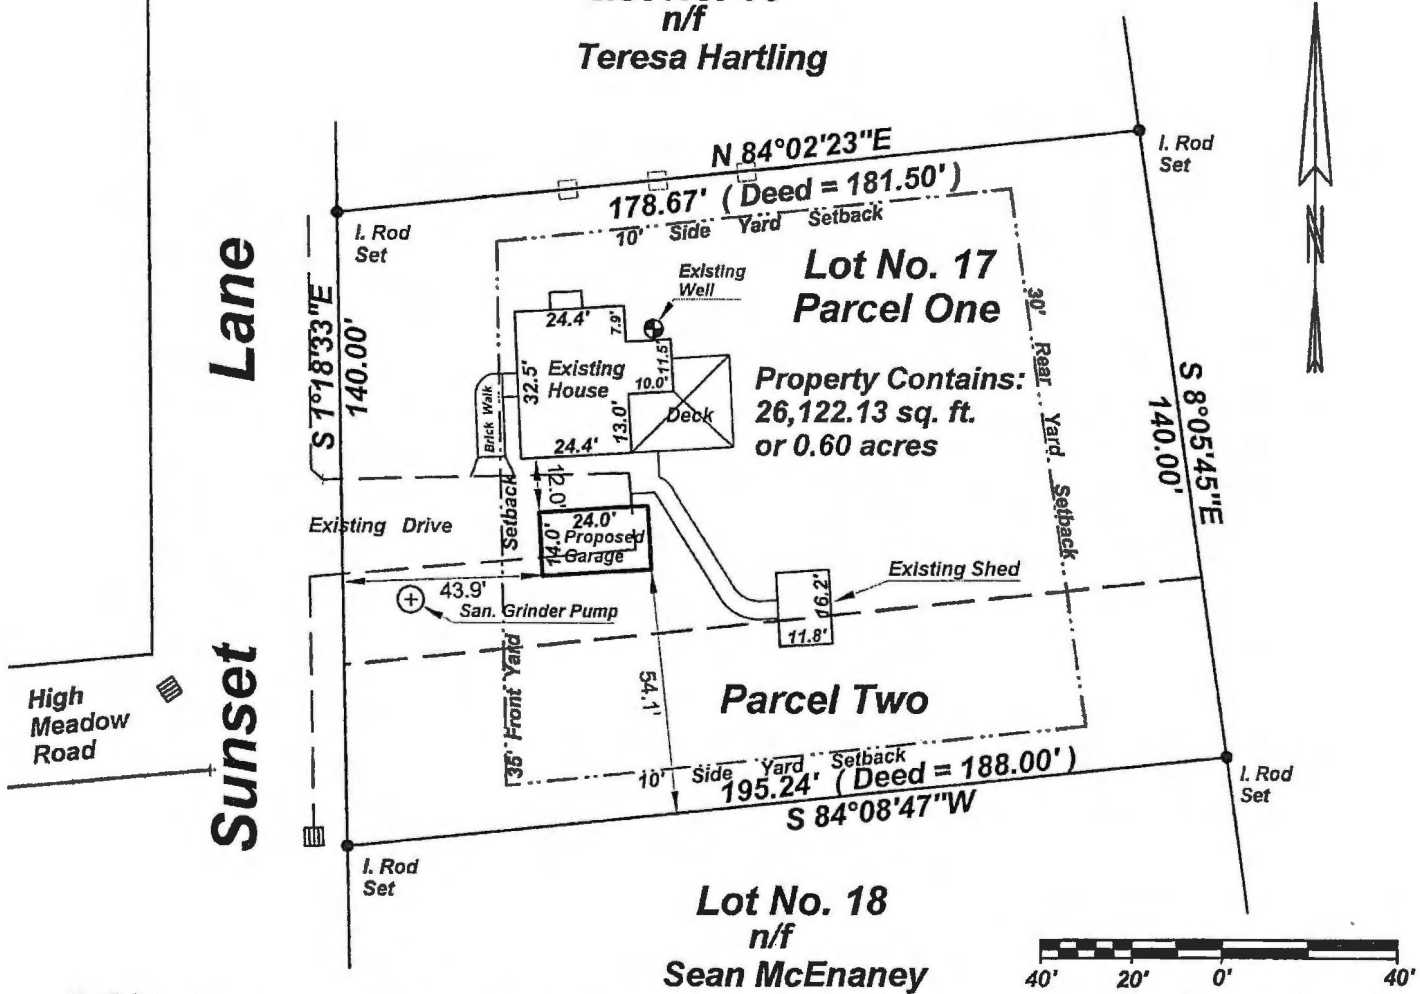 n/f
Teresa Hartling
N 84°02'23"E
178.67' ( Deed = 181.50' )
10' Side Yard Setback
I. Rod
Set
I. Rod
Set
Lot No. 17
Parcel One
Existing
Well
Property Contains:
26,122.13 sq. ft.
or 0.60 acres
Sunset Lane
S 1°18'33"E
140.00'
24.4'
7.9'
11.5'
10.0'
13.0'
32.5'
24.4'
Existing
House
Deck
Brick Walk
30' Rear Yard Setback
S 8°05'45"E
140.00'
12.0'
Existing Drive
24.0'
14.0'
Proposed
Garage
43.9'
San. Grinder Pump
Existing Shed
16.2'
11.8'
35' Front Yard Setback
54.1'
Parcel Two
High
Meadow
Road
10' Side Yard Setback
195.24' ( Deed = 188.00' )
S 84°08'47"W
I. Rod
Set
I. Rod
Set
Lot No. 18
n/f
Sean McEnaney
N
40' 20' 0' 40'